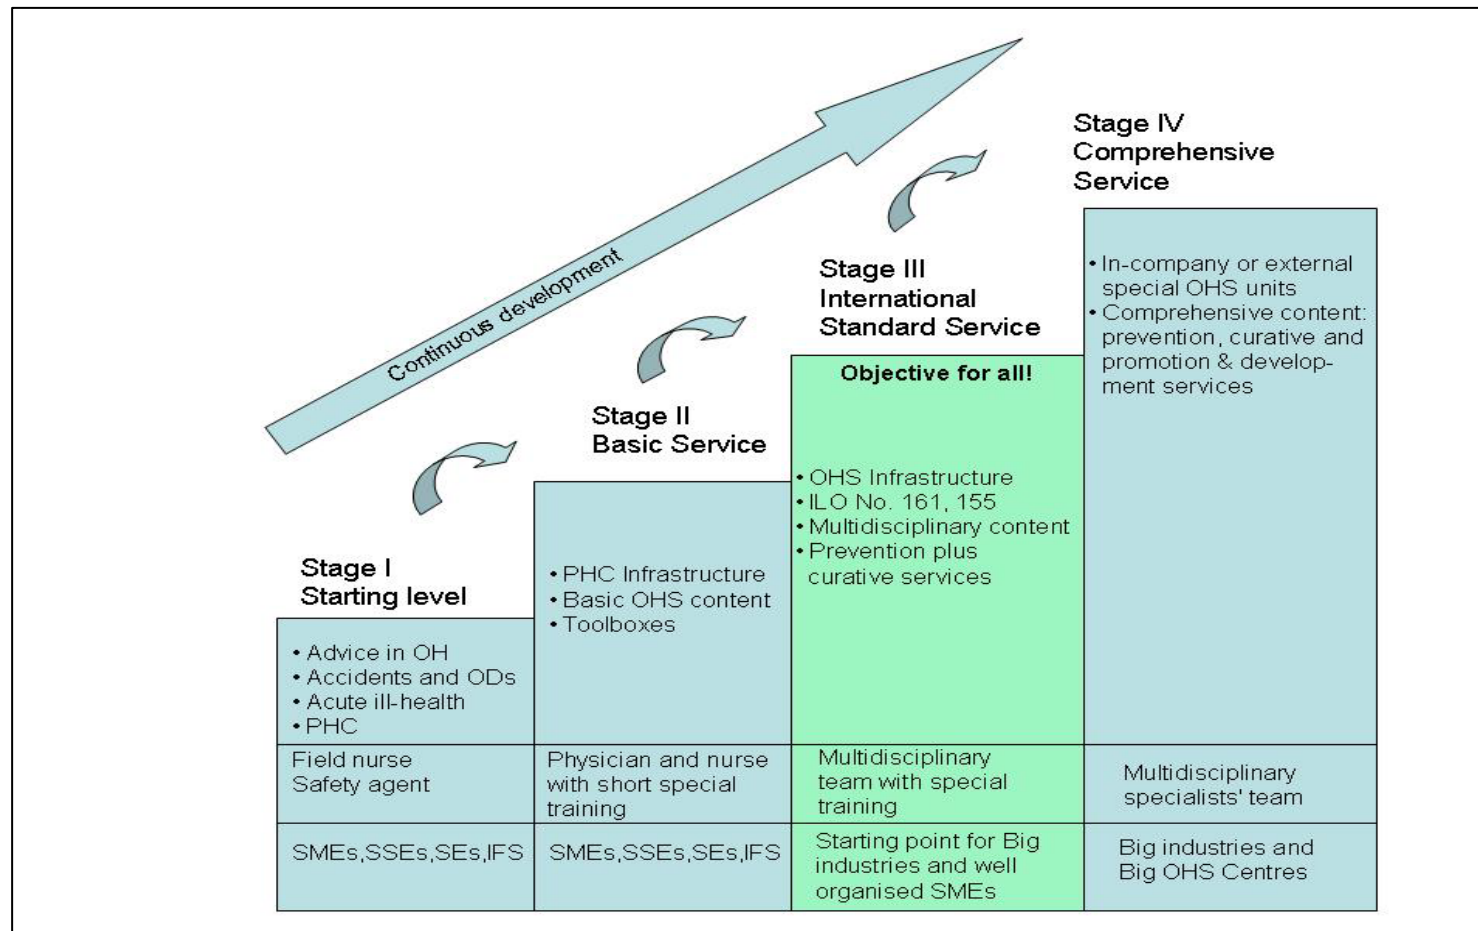 Continuous development
Stage I
Starting level
• Advice in OH
• Accidents and ODs
• Acute ill-health
• PHC
Field nurse
Safety agent
SMEs,SSEs,SEs,IFS
Stage II
Basic Service
• PHC Infrastructure
• Basic OHS content
• Toolboxes
Physician and nurse
with short special
training
SMEs,SSEs,SEs,IFS
Stage III
International
Standard Service
Objective for all!
• OHS Infrastructure
• ILO No. 161, 155
• Multidisciplinary content
• Prevention plus
curative services
Multidisciplinary
team with special
training
Starting point for Big
industries and well
organised SMEs
Stage IV
Comprehensive
Service
• In-company or external
special OHS units
• Comprehensive content:
prevention, curative and
promotion & develop-
ment services
Multidisciplinary
specialists' team
Big industries and
Big OHS Centres